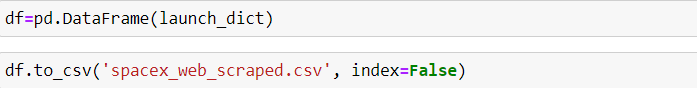 df=pd.DataFrame(launch_dict)
df.to_csv('spacex_web_scraped.csv', index=False)